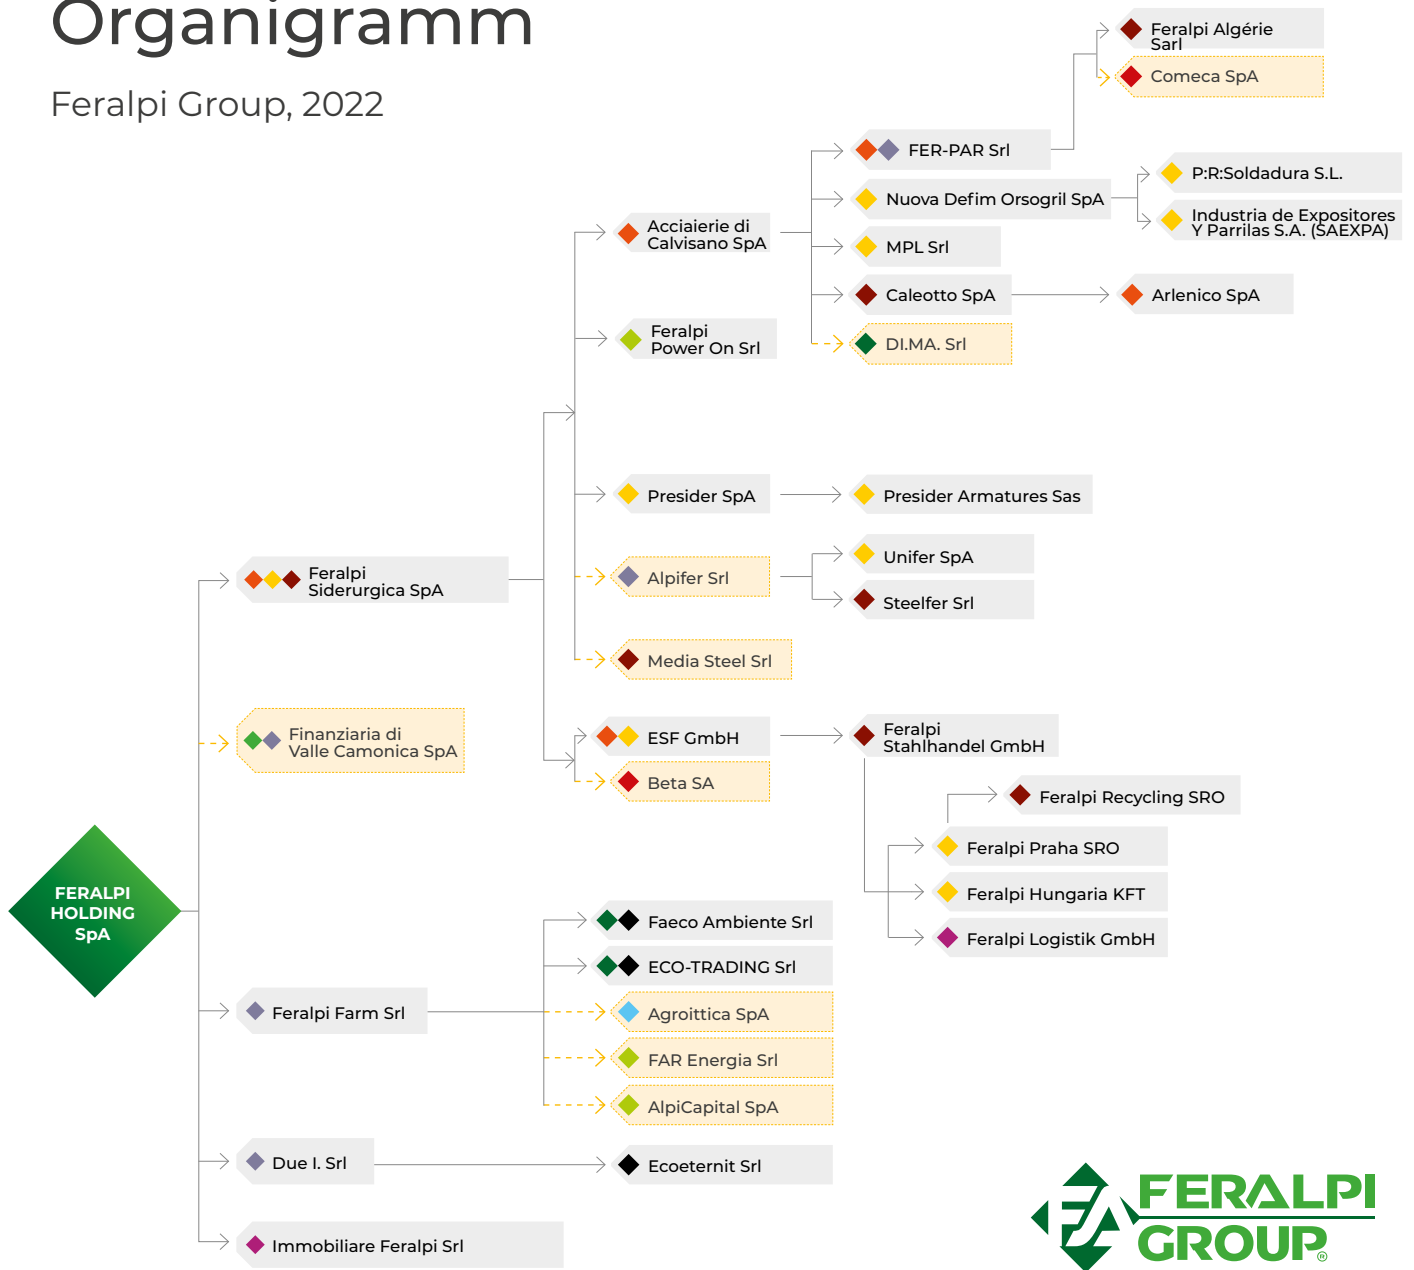 Organigramm
Feralpi Group, 2022
Feralpi Algérie
Sarl
Comeca SpA
FER-PAR Srl
Nuova Defim Orsogril SpA
P:R:Soldadura S.L.
Industria de Expositores
Y Parrilas S.A. (SAEXPA)
Acciaierie di
Calvisano SpA
MPL Srl
Caleotto SpA
Arlenico SpA
DI.MA. Srl
Feralpi
Power On Srl
Presider SpA
Presider Armatures Sas
Alpifer Srl
Unifer SpA
Steelfer Srl
Feralpi
Siderurgica SpA
Media Steel Srl
Finanziaria di
Valle Camonica SpA
ESF GmbH
Feralpi
Stahlhandel GmbH
Beta SA
Feralpi Recycling SRO
Feralpi Praha SRO
Feralpi Hungaria KFT
Feralpi Logistik GmbH
FERALPI
HOLDING
SpA
Faeco Ambiente Srl
ECO-TRADING Srl
Feralpi Farm Srl
Agroittica SpA
FAR Energia Srl
AlpiCapital SpA
Due I. Srl
Ecoeternit Srl
Immobiliare Feralpi Srl
FERALPI
GROUP®